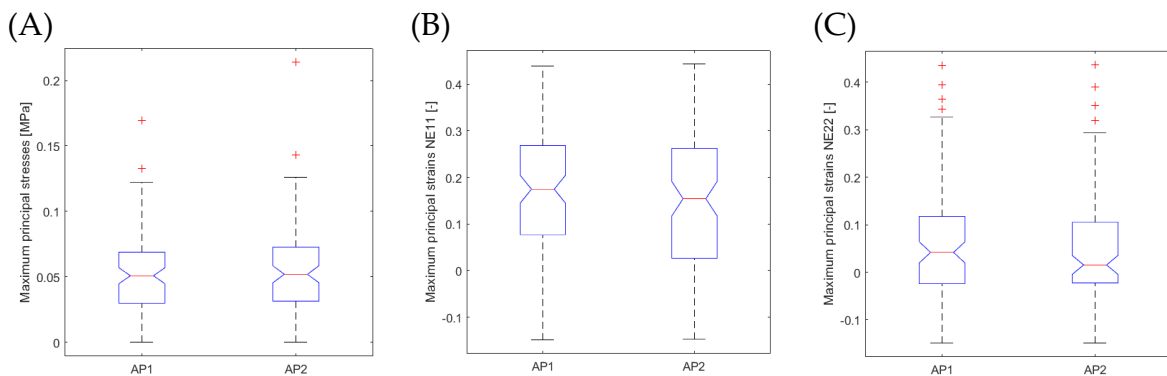 (A)
Maximum principal stresses [MPa]
0.2
0.15
0.1
0.05
0
AP1
AP2
(B)
Maximum principal strains NE11 [-]
0.4
0.3
0.2
0.1
0
-0.1
AP1
AP2
(C)
Maximum principal strains NE22 [-]
0.4
0.3
0.2
0.1
0
-0.1
AP1
AP2